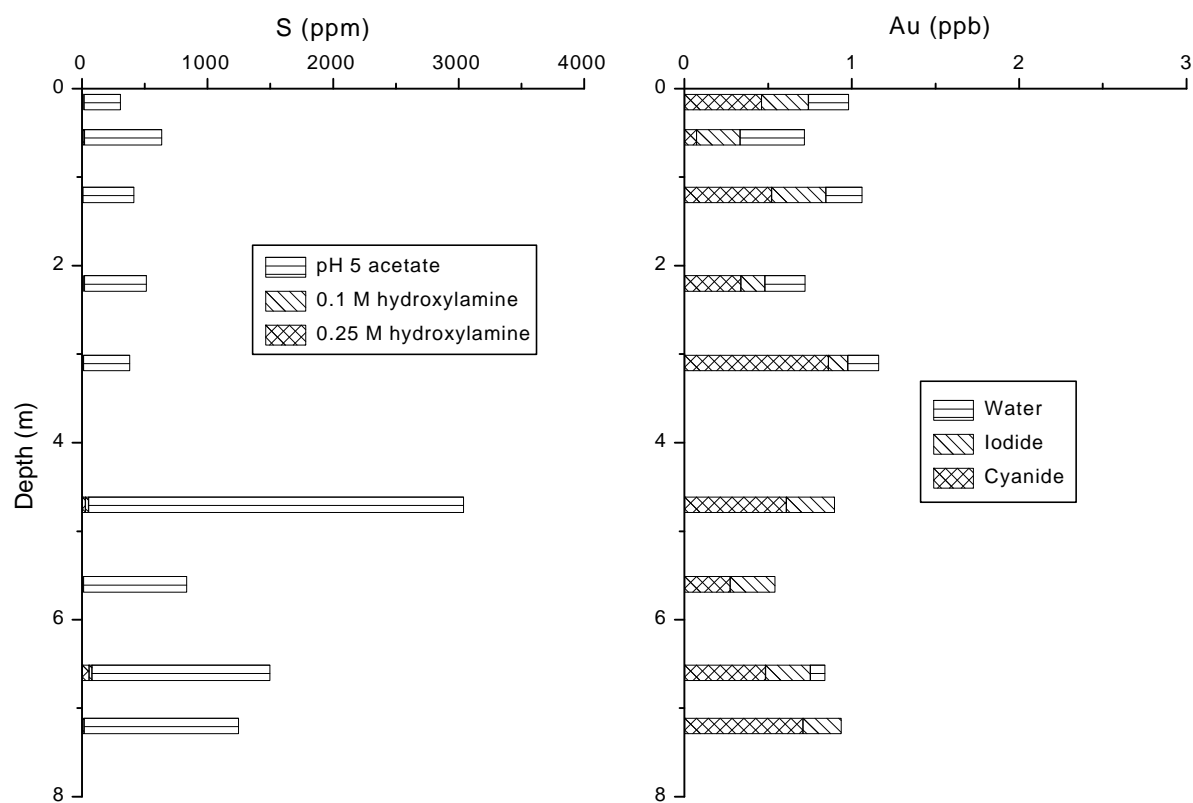 S (ppm)
0 1000 2000 3000 4000
0
2
4
6
8
Depth (m)
pH 5 acetate
0.1 M hydroxylamine
0.25 M hydroxylamine
Au (ppb)
0 1 2 3
0
2
4
6
8
Water
Iodide
Cyanide